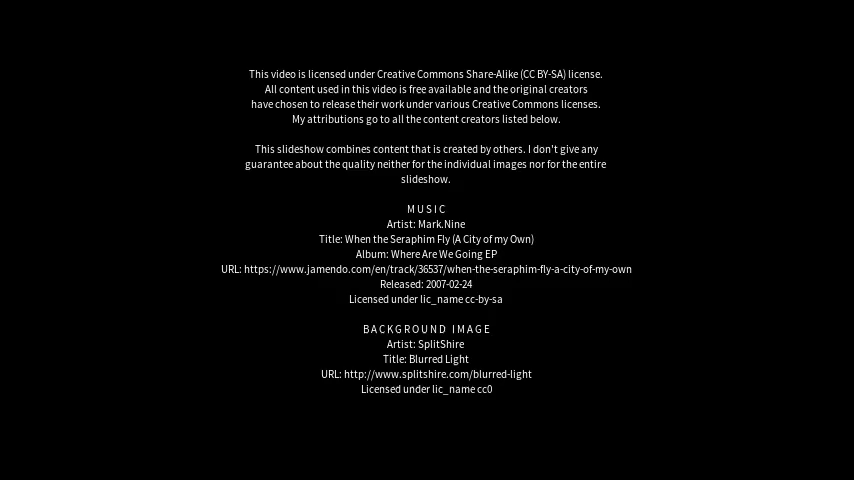 This video is licensed under Creative Commons Share-Alike (CC BY-SA) license.
All content used in this video is free available and the original creators
have chosen to release their work under various Creative Commons licenses.
My attributions go to all the content creators listed below.
This slideshow combines content that is created by others. I don't give any
guarantee about the quality neither for the individual images nor for the entire
slideshow.
MUSIC
Artist: Mark.Nine
Title: When the Seraphim Fly (A City of my Own)
Album: Where Are We Going EP
URL: https://www.jamendo.com/en/track/36537/when-the-seraphim-fly-a-city-of-my-own
Released: 2007-02-24
Licensed under lic_name cc-by-sa
BACKGROUND IMAGE
Artist: SplitShire
Title: Blurred Light
URL: http://www.splitshire.com/blurred-light
Licensed under lic_name cc0